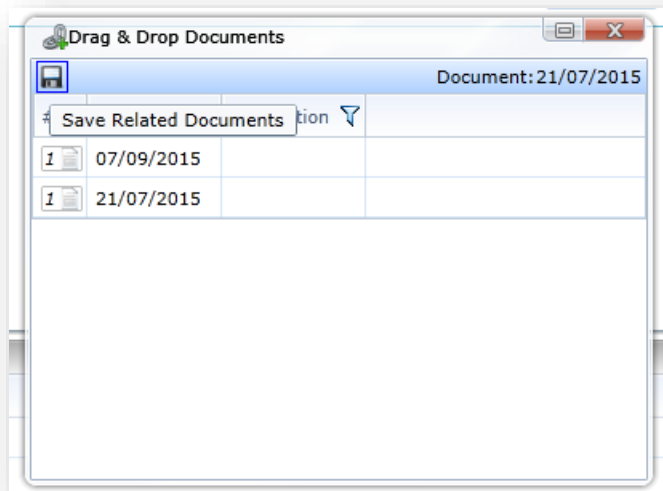 Drag & Drop Documents
Document:21/07/2015
Save Related Documents tion
1 07/09/2015
1 21/07/2015